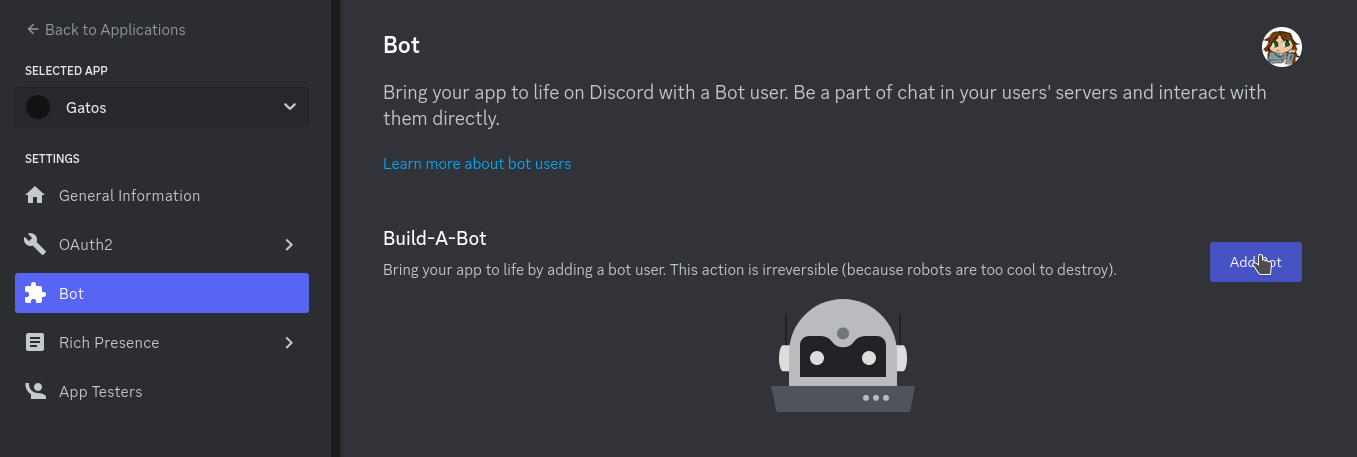 Back to Applications
SELECTED APP
Gatos
SETTINGS
General Information
OAuth2
Bot
Rich Presence
App Testers
Bot
Bring your app to life on Discord with a Bot user. Be a part of chat in your users' servers and interact with
them directly.
Learn more about bot users
Build-A-Bot
Bring your app to life by adding a bot user. This action is irreversible (because robots are too cool to destroy).
Add Bot